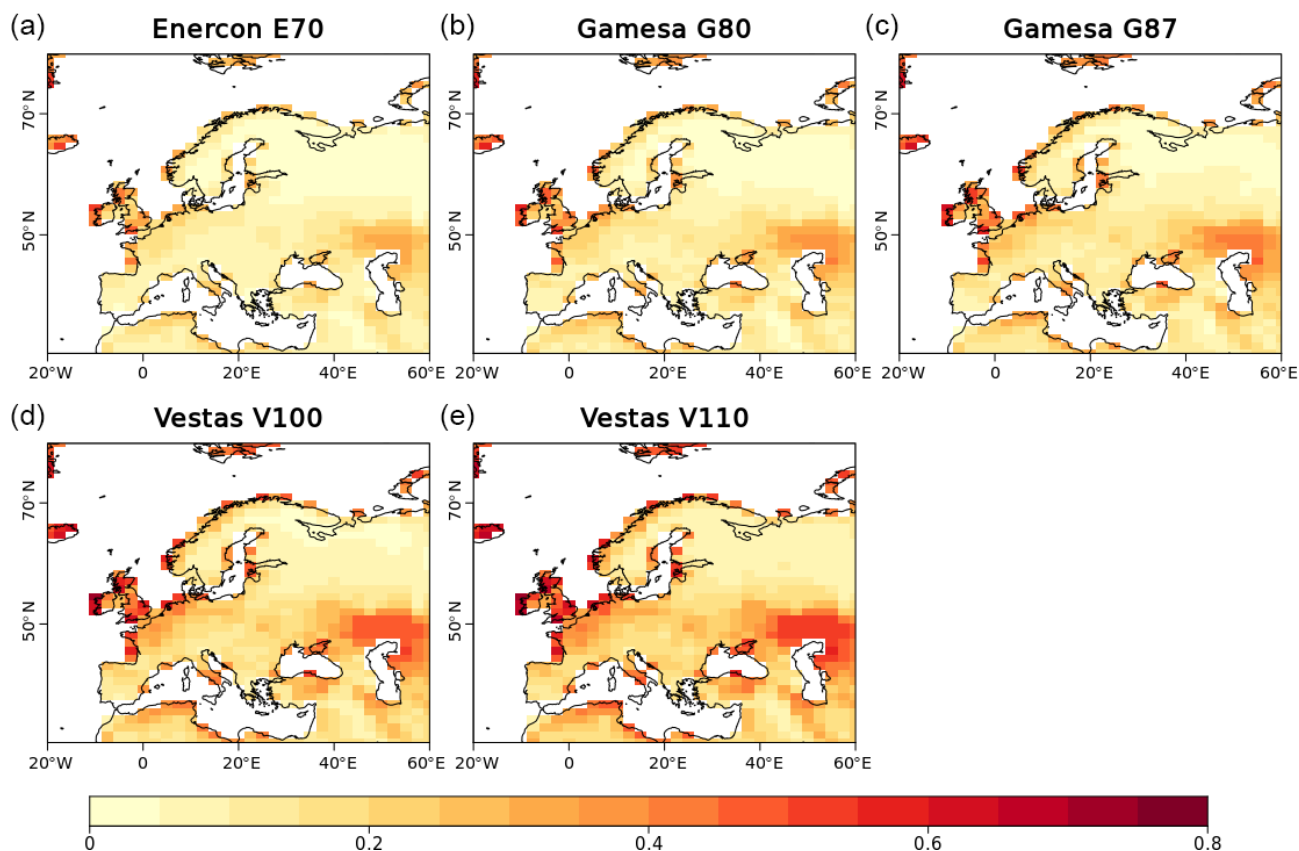 (a) Enercon E70 (b) Gamesa G80 (c) Gamesa G87
70°N 70°N 70°N
50°N 50°N 50°N
20°W 0 20°E 40°E 60°E 20°W 0 20°E 40°E 60°E 20°W 0 20°E 40°E 60°E
(d) Vestas V100 (e) Vestas V110
70°N 70°N
50°N 50°N
20°W 0 20°E 40°E 60°E 20°W 0 20°E 40°E 60°E
0 0.2 0.4 0.6 0.8